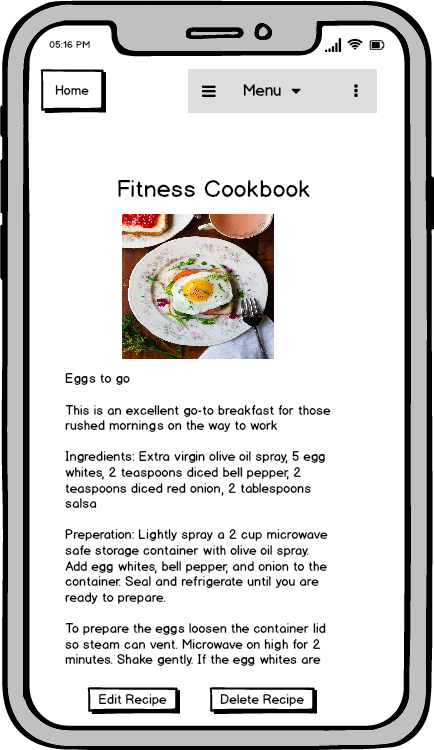 05:16 PM
Home
Menu
Fitness Cookbook
Eggs to go
This is an excellent go-to breakfast for those
rushed mornings on the way to work
Ingredients: Extra virgin olive oil spray, 5 egg
whites, 2 teaspoons diced bell pepper, 2
teaspoons diced red onion, 2 tablespoons
salsa
Preperation: Lightly spray a 2 cup microwave
safe storage container with olive oil spray.
Add egg whites, bell pepper, and onion to the
container. Seal and refrigerate until you are
ready to prepare.
To prepare the eggs loosen the container lid
so steam can vent. Microwave on high for 2
minutes. Shake gently. If the egg whites are
Edit Recipe
Delete Recipe